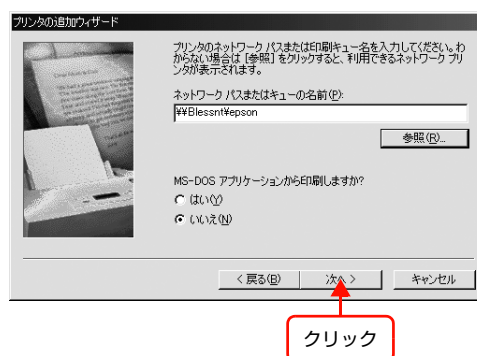 プリンタの追加ウィザード
プリンタのネットワーク パスまたは印刷キュー名を入力してください。わ
からない場合は [参照] をクリックすると、利用できるネットワーク プリ
ンタが表示されます。
ネットワーク パスまたはキューの名前(P):
¥¥Blessnt¥epson
参照(R)...
MS-DOS アプリケーションから印刷しますか?
はい(Y)
いいえ(N)
< 戻る(B)
次へ >
キャンセル
クリック